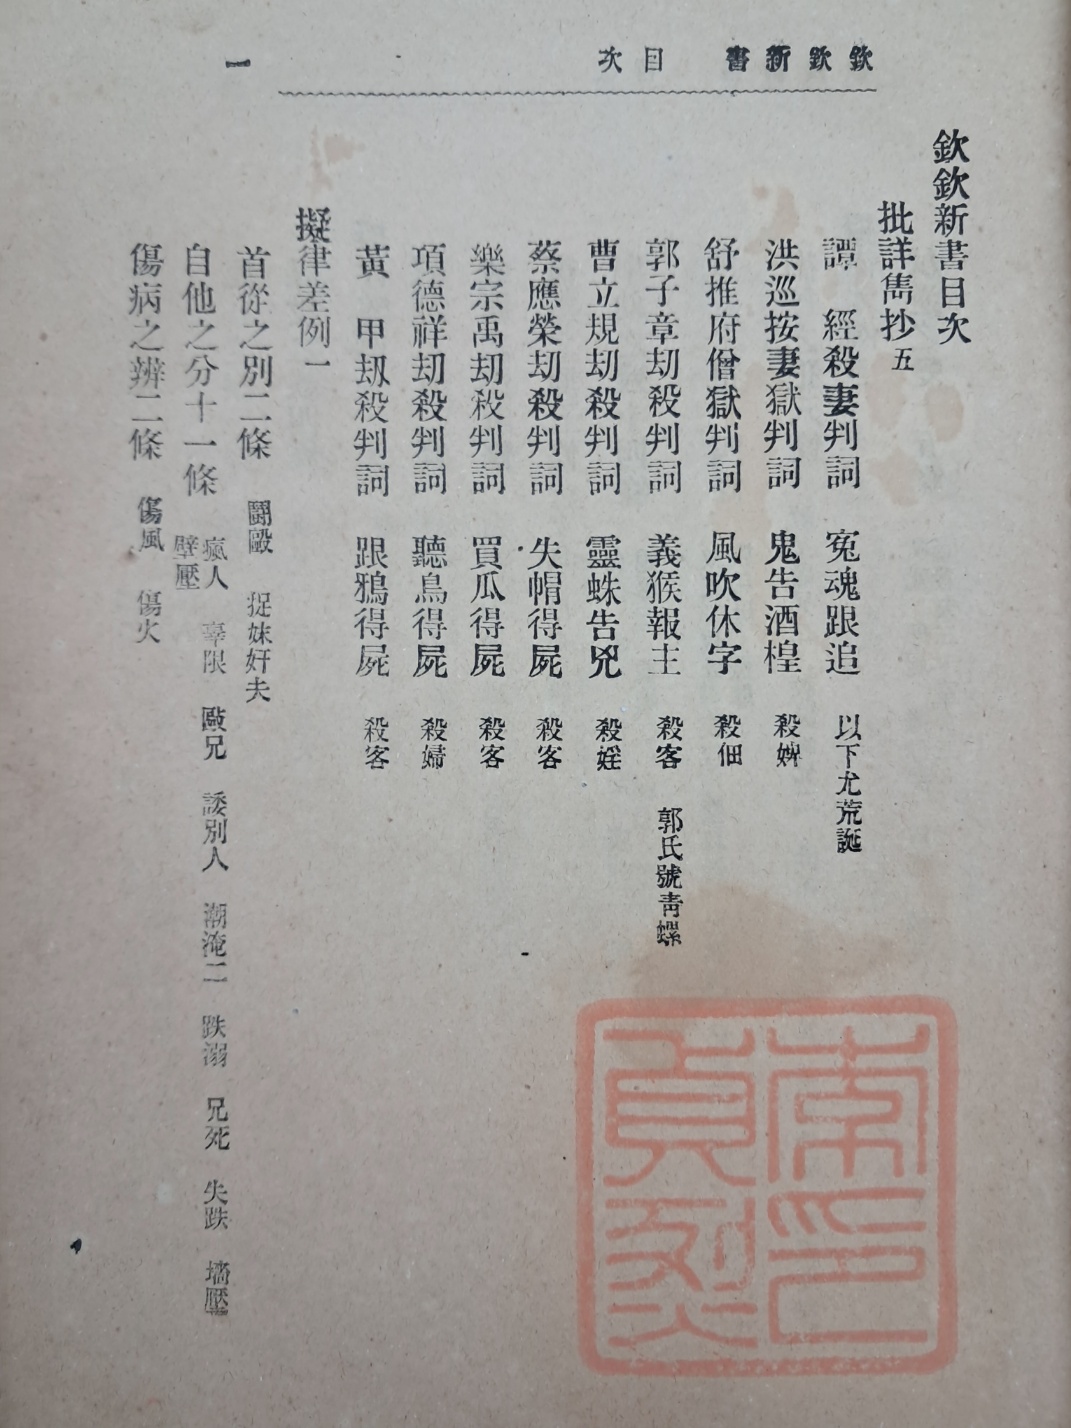 欽欽新書 目次
一
欽欽新書目次
批詳雋抄 五
譚 經殺妻判詞 寃魂跟追 以下尤荒誕
洪巡按妻獄判詞 鬼告酒榿 殺婢
舒推府僧獄判詞 風吹休字 殺佃
郭子章刧殺判詞 義猴報主 殺客 郭氏號靑螺
曹立規刧殺判詞 靈蛛告兇 殺婬
蔡應榮刧殺判詞 失帽得屍 殺客
樂宗禹刧殺判詞 買瓜得屍 殺客
項德祥刧殺判詞 聽鳥得屍 殺婦
黃 甲刼殺判詞 跟鴉得屍 殺客
擬律差例 一
首從之別二條 鬪毆 捉妹奸夫
自他之分十一條 瘋人 辜限 毆兄 諉別人 潮淹二 跌溺 兄死 失跌 墻壓 壁壓
傷病之辨二條 傷風 傷火